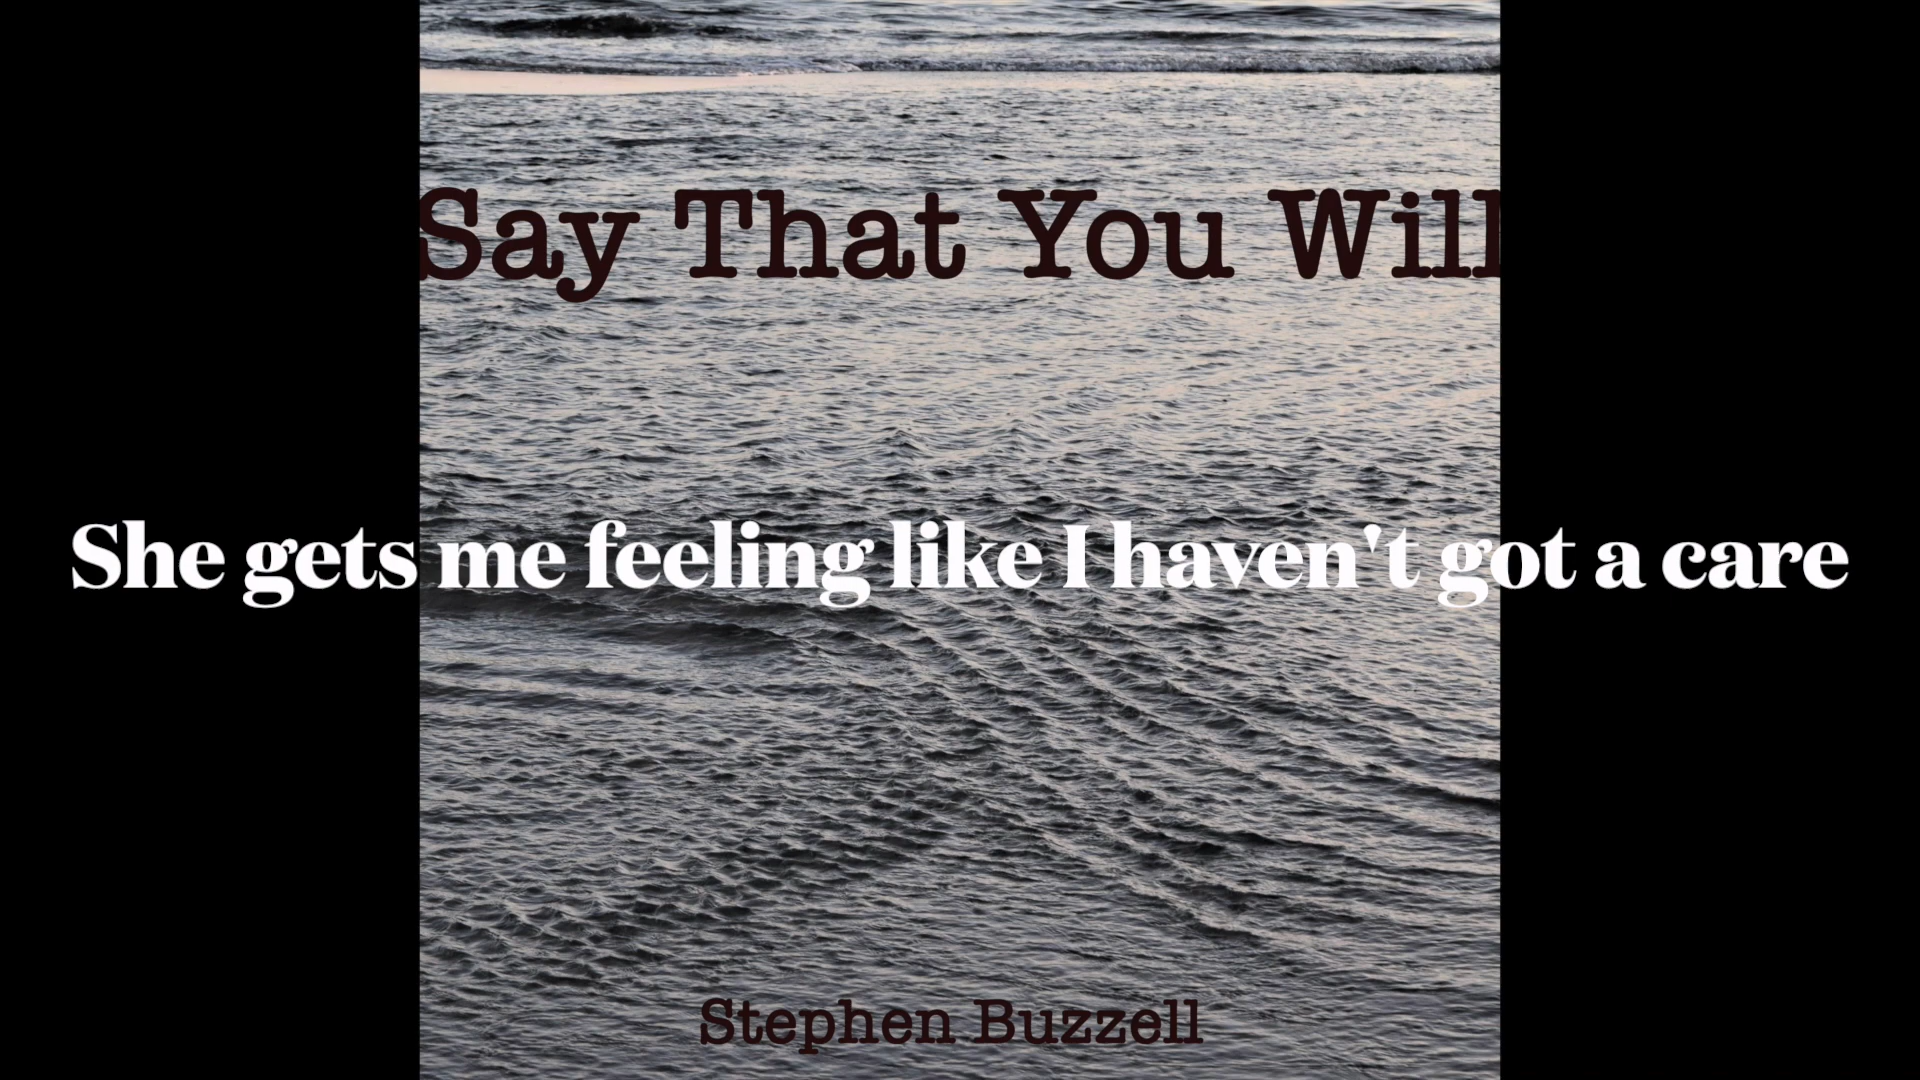 Say That You Will
She gets me feeling like I haven't got a care
Stephen Buzzell